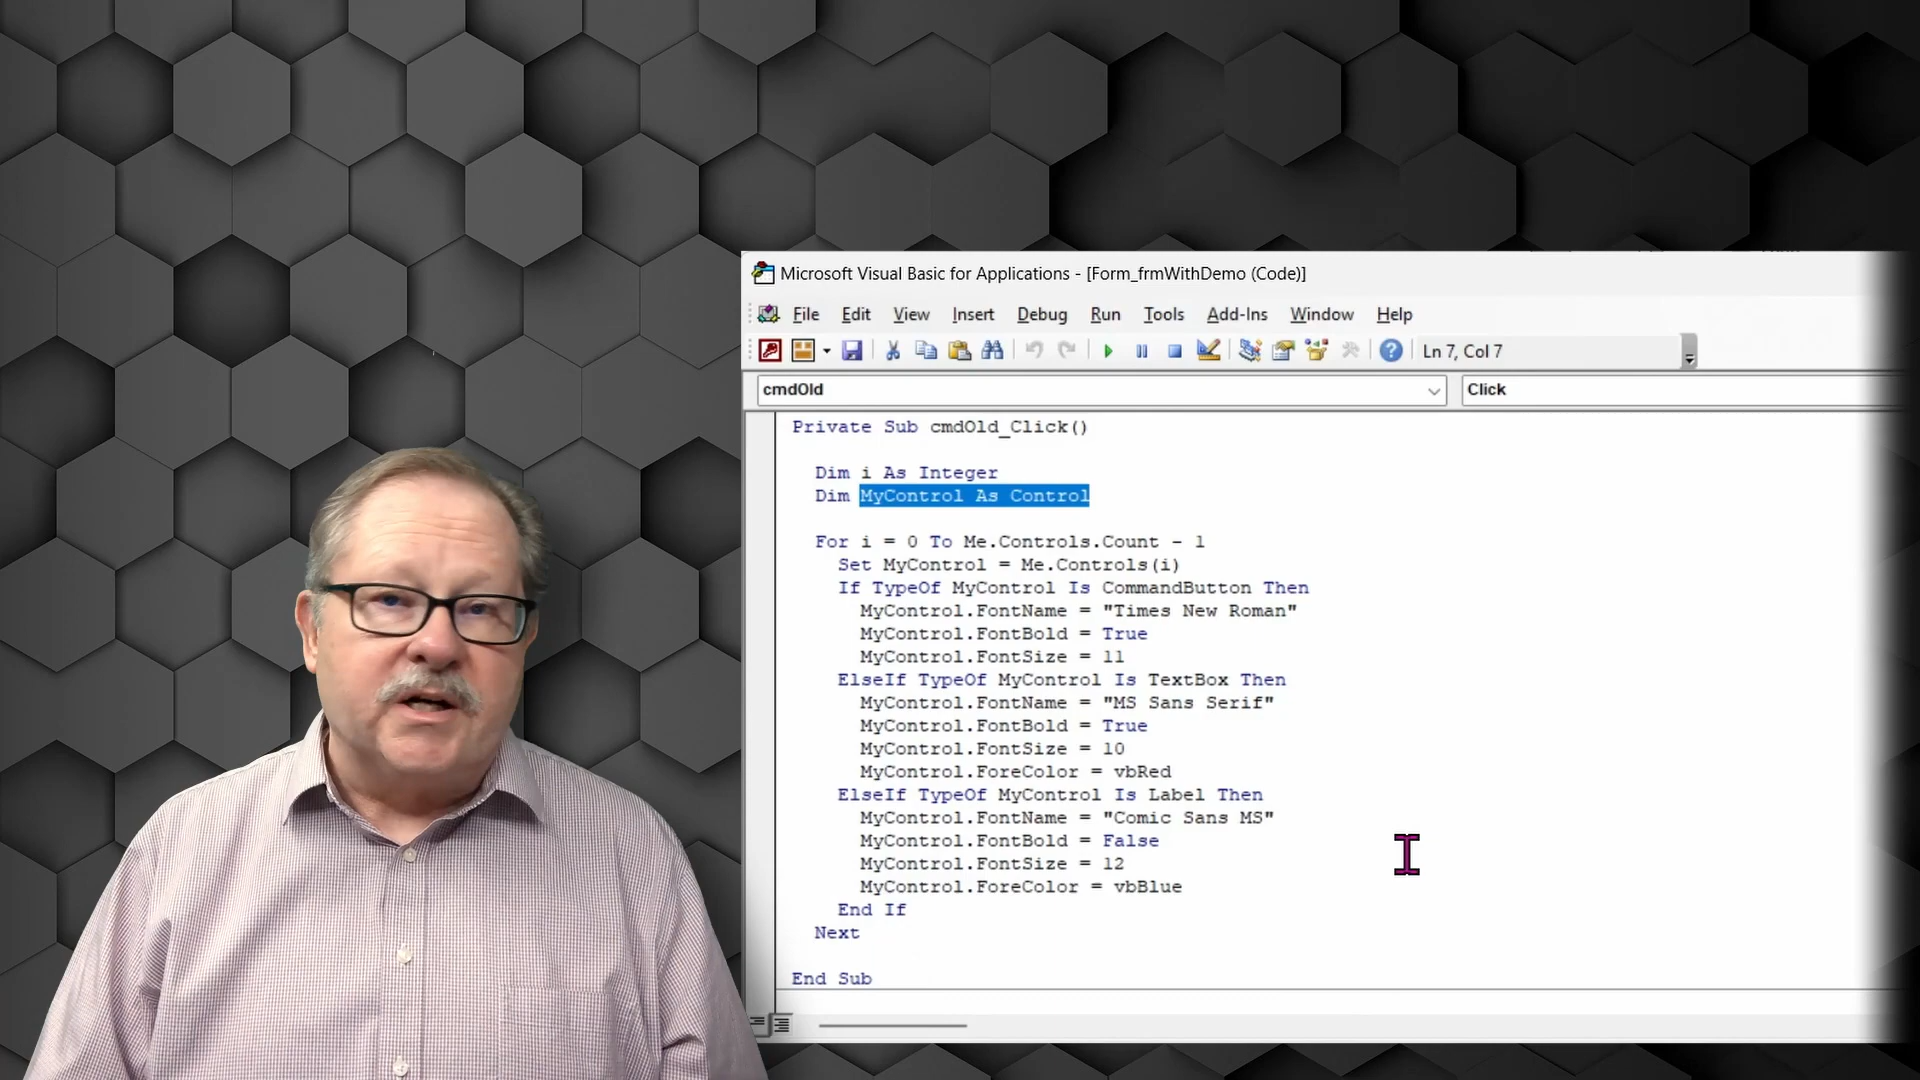 Microsoft Visual Basic for Applications - [Form_frmWithDemo (Code)]
File Edit View Insert Debug Run Tools Add-Ins Window Help
Ln 7, Col 7
cmdOld Click
Private Sub cmdOld_Click()
Dim i As Integer
Dim MyControl As Control
For i = 0 To Me.Controls.Count - 1
Set MyControl = Me.Controls(i)
If TypeOf MyControl Is CommandButton Then
MyControl.FontName = "Times New Roman"
MyControl.FontBold = True
MyControl.FontSize = 11
ElseIf TypeOf MyControl Is TextBox Then
MyControl.FontName = "MS Sans Serif"
MyControl.FontBold = True
MyControl.FontSize = 10
MyControl.ForeColor = vbRed
ElseIf TypeOf MyControl Is Label Then
MyControl.FontName = "Comic Sans MS"
MyControl.FontBold = False
MyControl.FontSize = 12
MyControl.ForeColor = vbBlue
End If
Next
End Sub